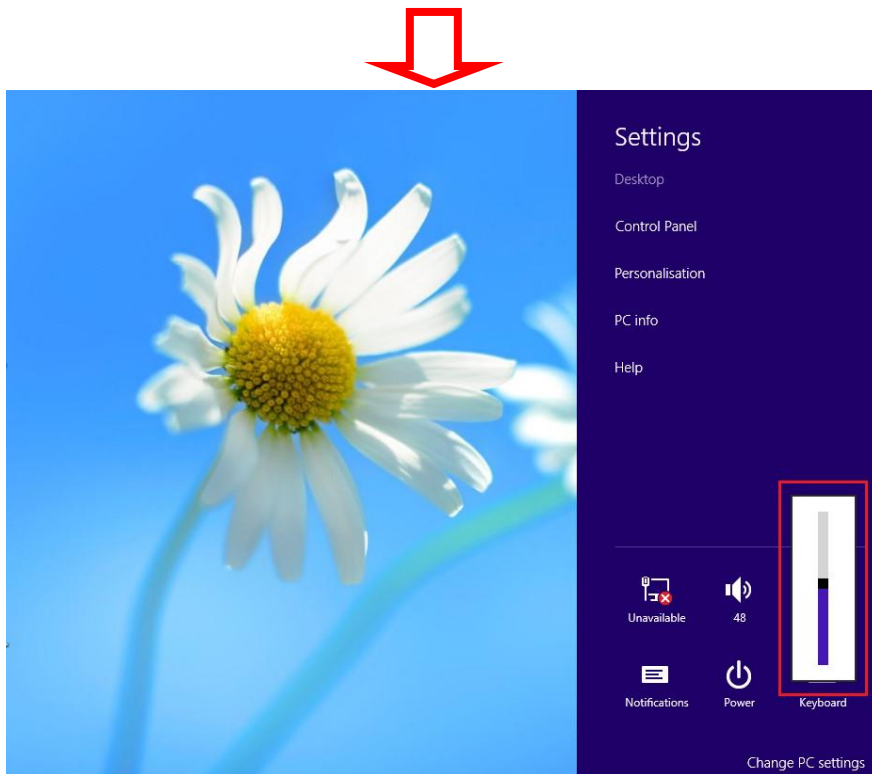 Settings
Desktop
Control Panel
Personalisation
PC info
Help
Unavailable
48
Notifications
Power
Keyboard
Change PC settings